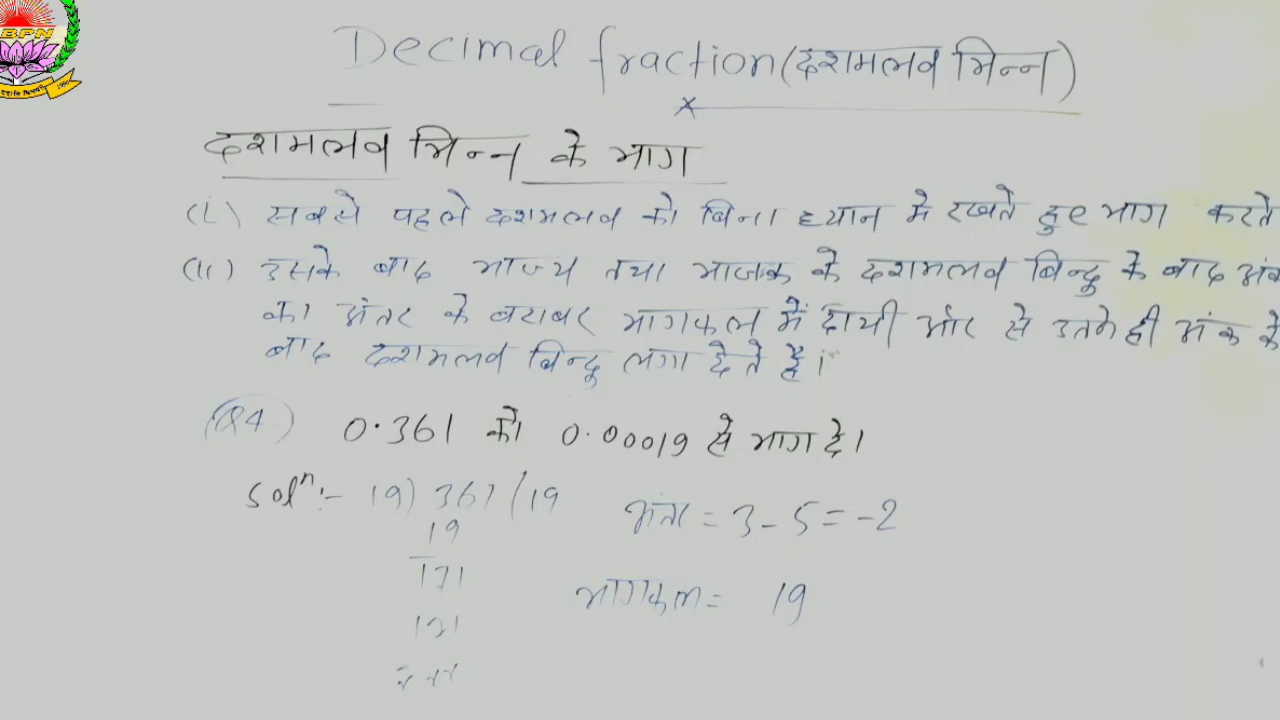 BPN
Decimal fraction (दशमलव भिन्न)
दशमलव भिन्न के भाग
(i) सबसे पहले दशमलव को बिना ध्यान में रखते हुए भाग करते
(ii) उसके बाद भाज्य तथा भाजक के दशमलव बिन्दु के बाद अंक
का अंतर के बराबर भागफल में दायी ओर से उतने ही अंक के
बाद दशमलव बिन्दू लगा देते है।
Q4) 0.361 को 0.00019 से भाग दे।
Solⁿ:- 19) 361 (19 अंतर = 3 - 5 = -2
19
171
171 भागफल = 19
×××